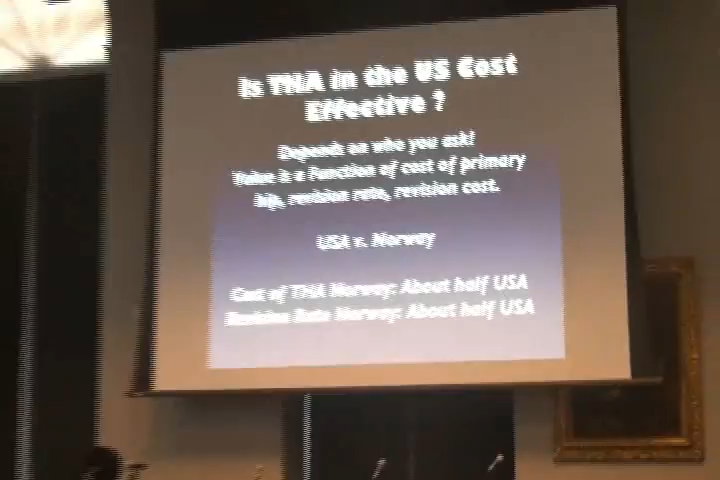 Is THA in the US Cost
Effective ?
Depends on who you ask!
Value is a Function of cost of primary
hip, revision rate, revision cost.
USA v. Norway
Cost of THA Norway: About half USA
Revision Rate Norway: About half USA